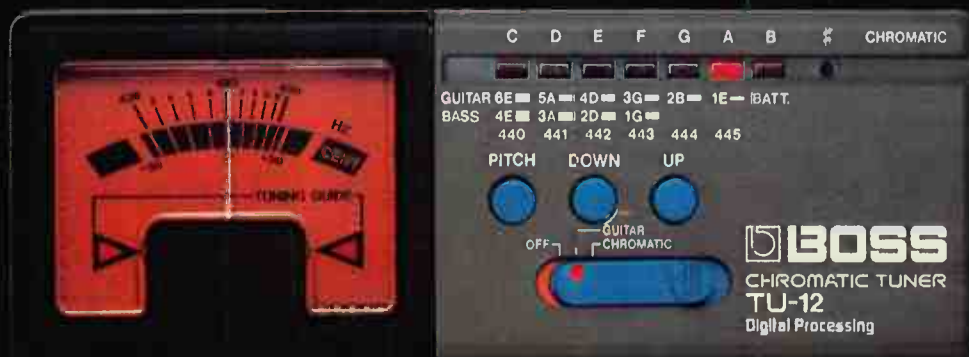 C D E F G A B ♯ CHROMATIC
GUITAR 6E 5A 4D 3G 2B 1E BATT.
BASS 4E 3A 2D 1G
440 441 442 443 444 445
PITCH DOWN UP
GUITAR
OFF CHROMATIC
Hz
CENT
TUNING GUIDE
BOSS
CHROMATIC TUNER
TU-12
Digital Processing